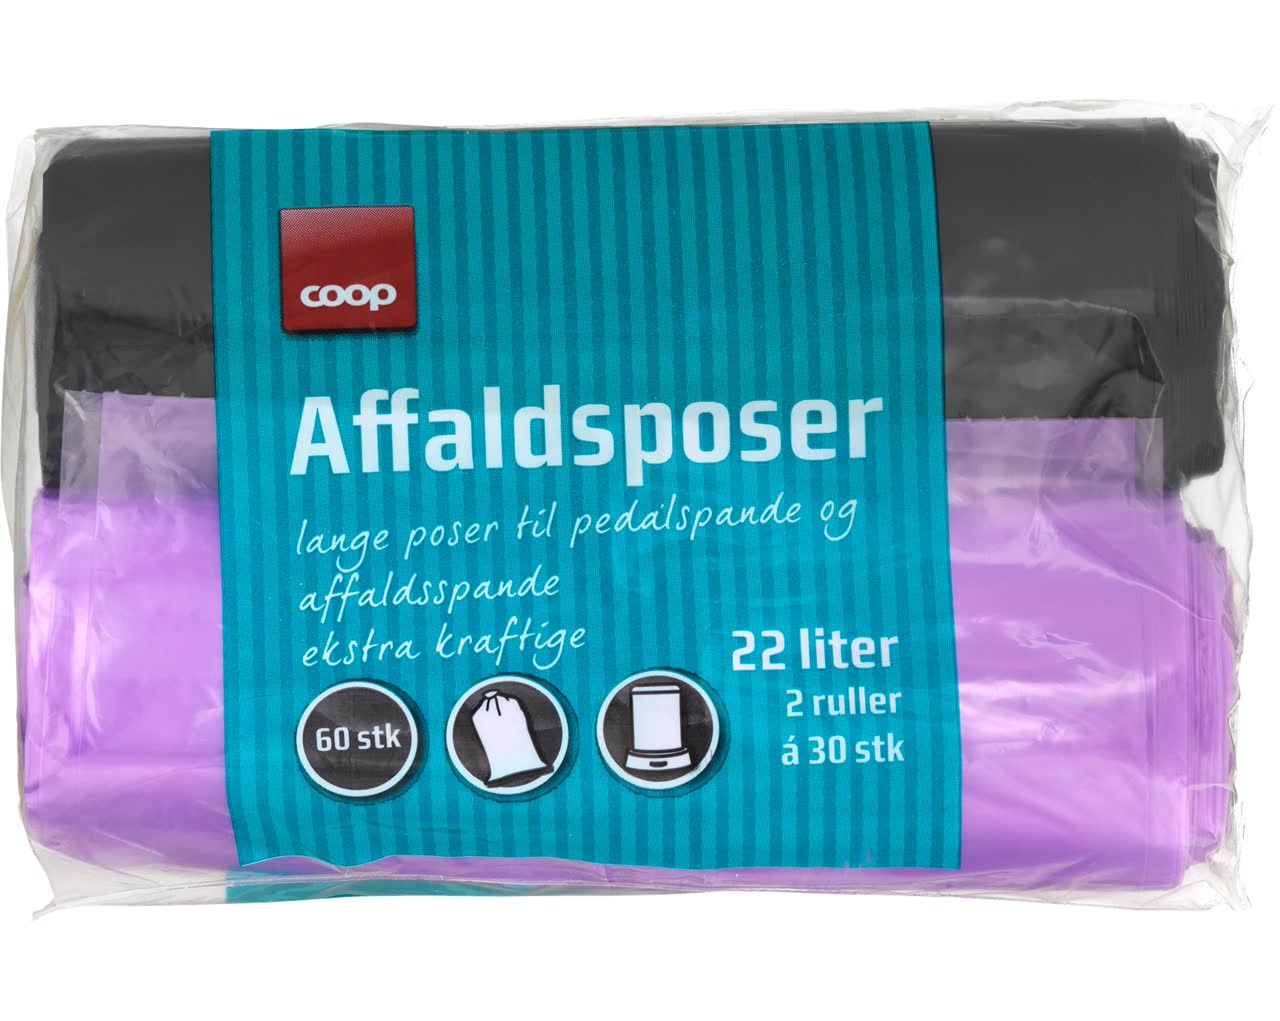 coop
Affaldsposer
lange poser til pedalspande og
affaldsspande
ekstra kraftige
60 stk
22 liter
2 ruller
á 30 stk